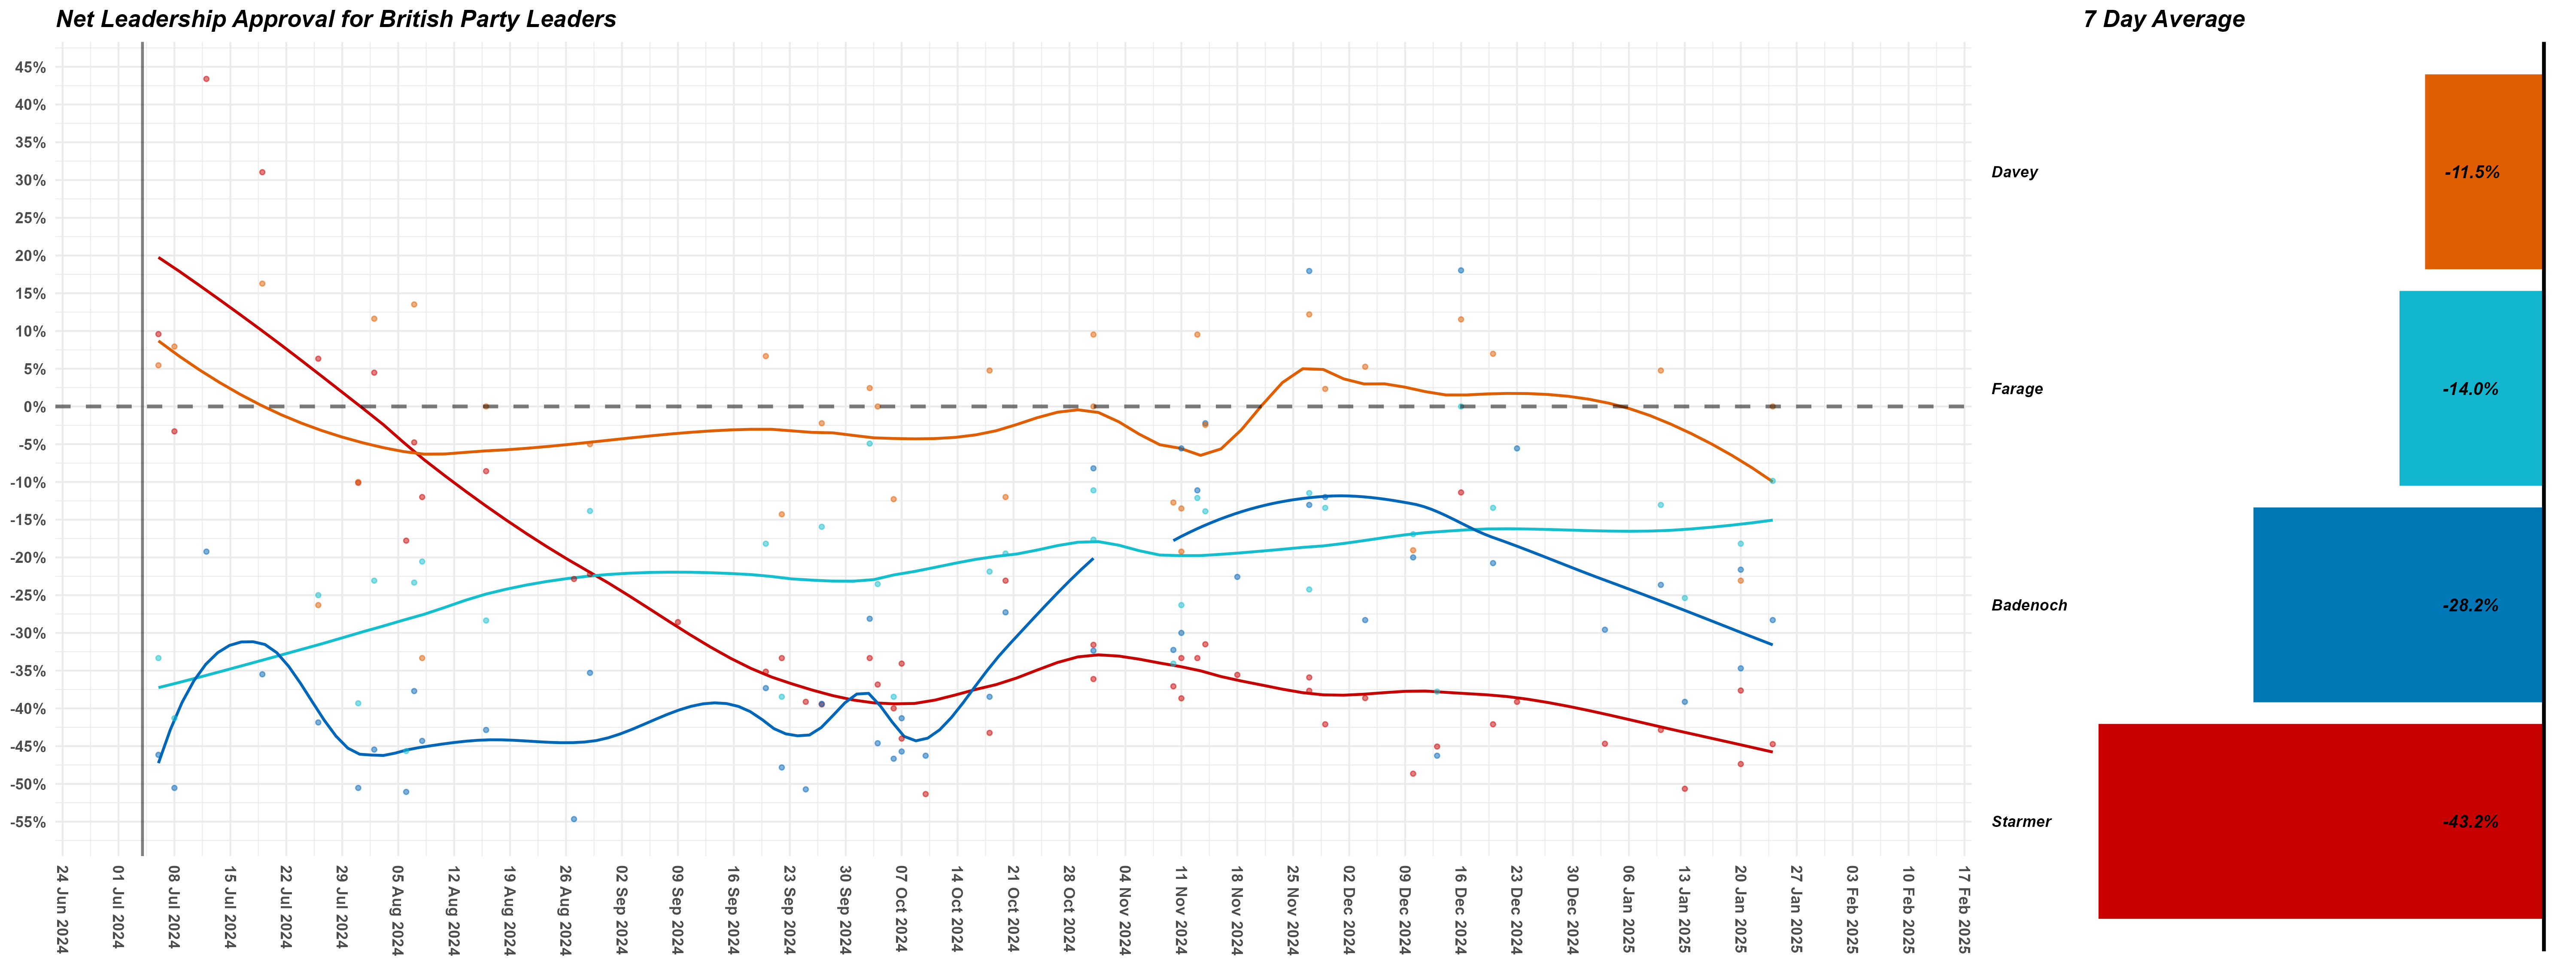 Net Leadership Approval for British Party Leaders
7 Day Average
45%
40%
35%
30%
25%
20%
15%
10%
5%
0%
-5%
-10%
-15%
-20%
-25%
-30%
-35%
-40%
-45%
-50%
-55%
24 Jun 2024
01 Jul 2024
08 Jul 2024
15 Jul 2024
22 Jul 2024
29 Jul 2024
05 Aug 2024
12 Aug 2024
19 Aug 2024
26 Aug 2024
02 Sep 2024
09 Sep 2024
16 Sep 2024
23 Sep 2024
30 Sep 2024
07 Oct 2024
14 Oct 2024
21 Oct 2024
28 Oct 2024
04 Nov 2024
11 Nov 2024
18 Nov 2024
25 Nov 2024
02 Dec 2024
09 Dec 2024
16 Dec 2024
23 Dec 2024
30 Dec 2024
06 Jan 2025
13 Jan 2025
20 Jan 2025
27 Jan 2025
03 Feb 2025
10 Feb 2025
17 Feb 2025
Davey -11.5%
Farage -14.0%
Badenoch -28.2%
Starmer -43.2%